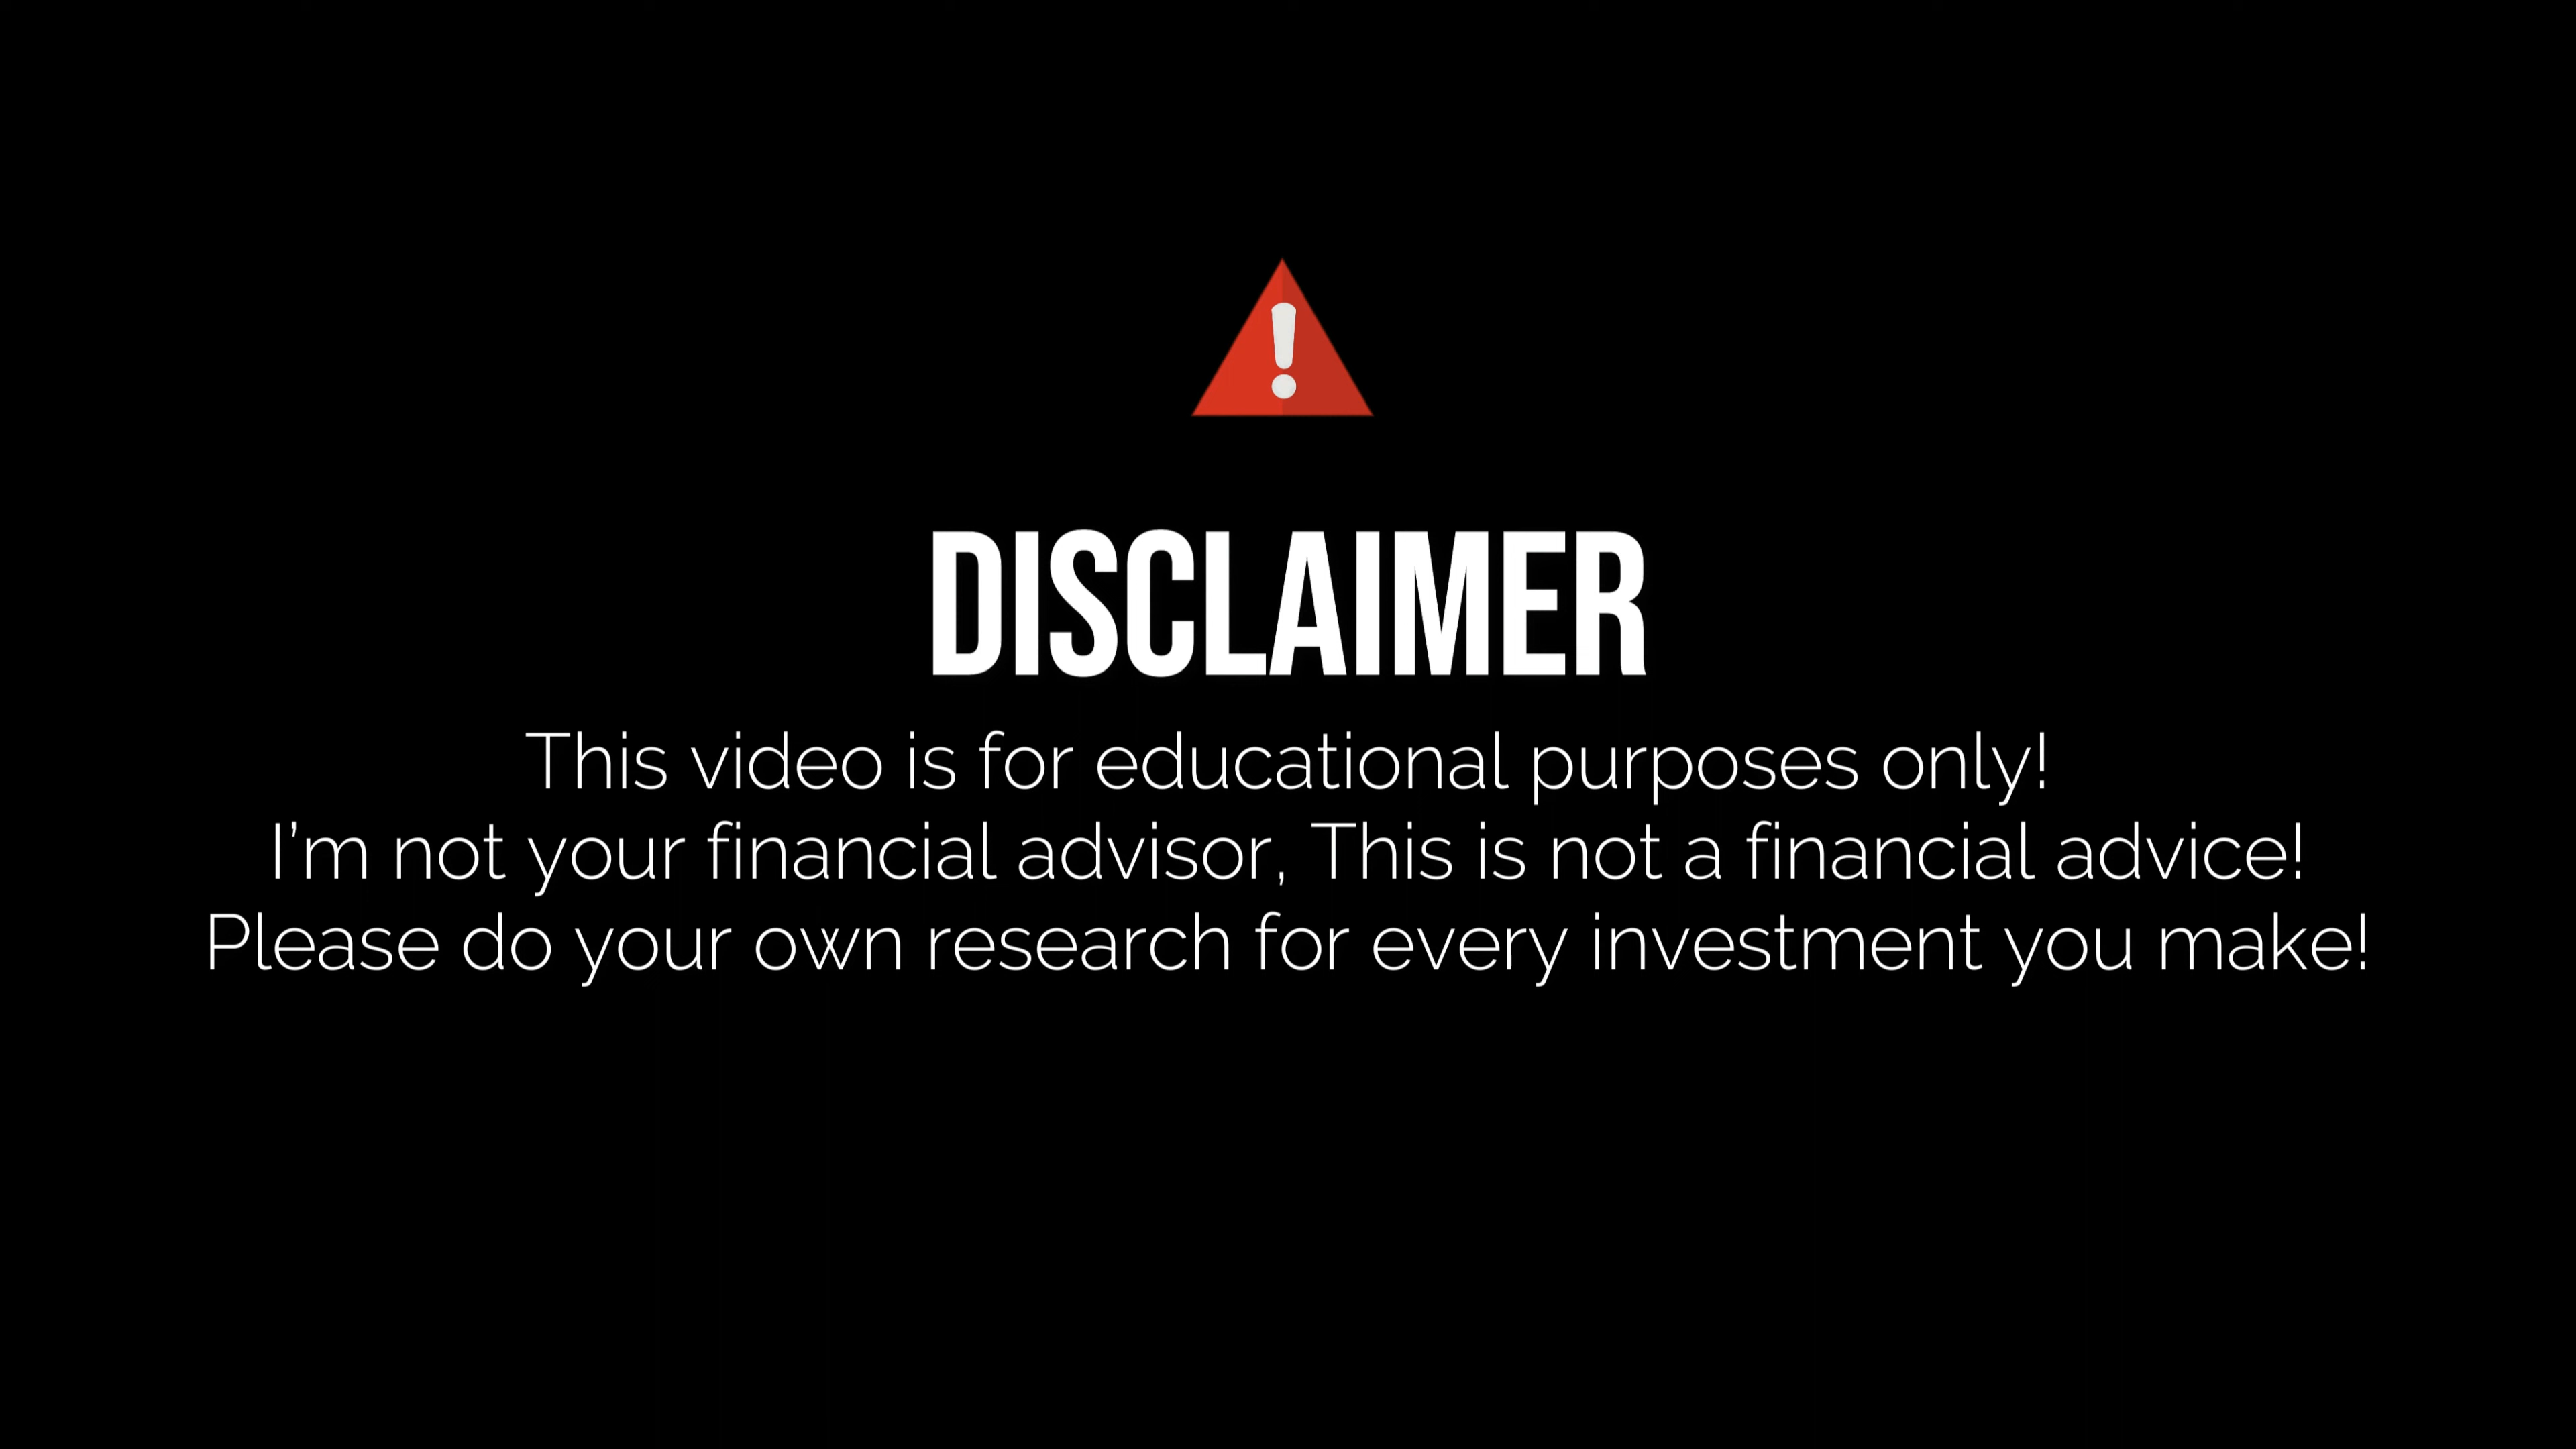 DISCLAIMER
This video is for educational purposes only!
I'm not your financial advisor, This is not a financial advice!
Please do your own research for every investment you make!